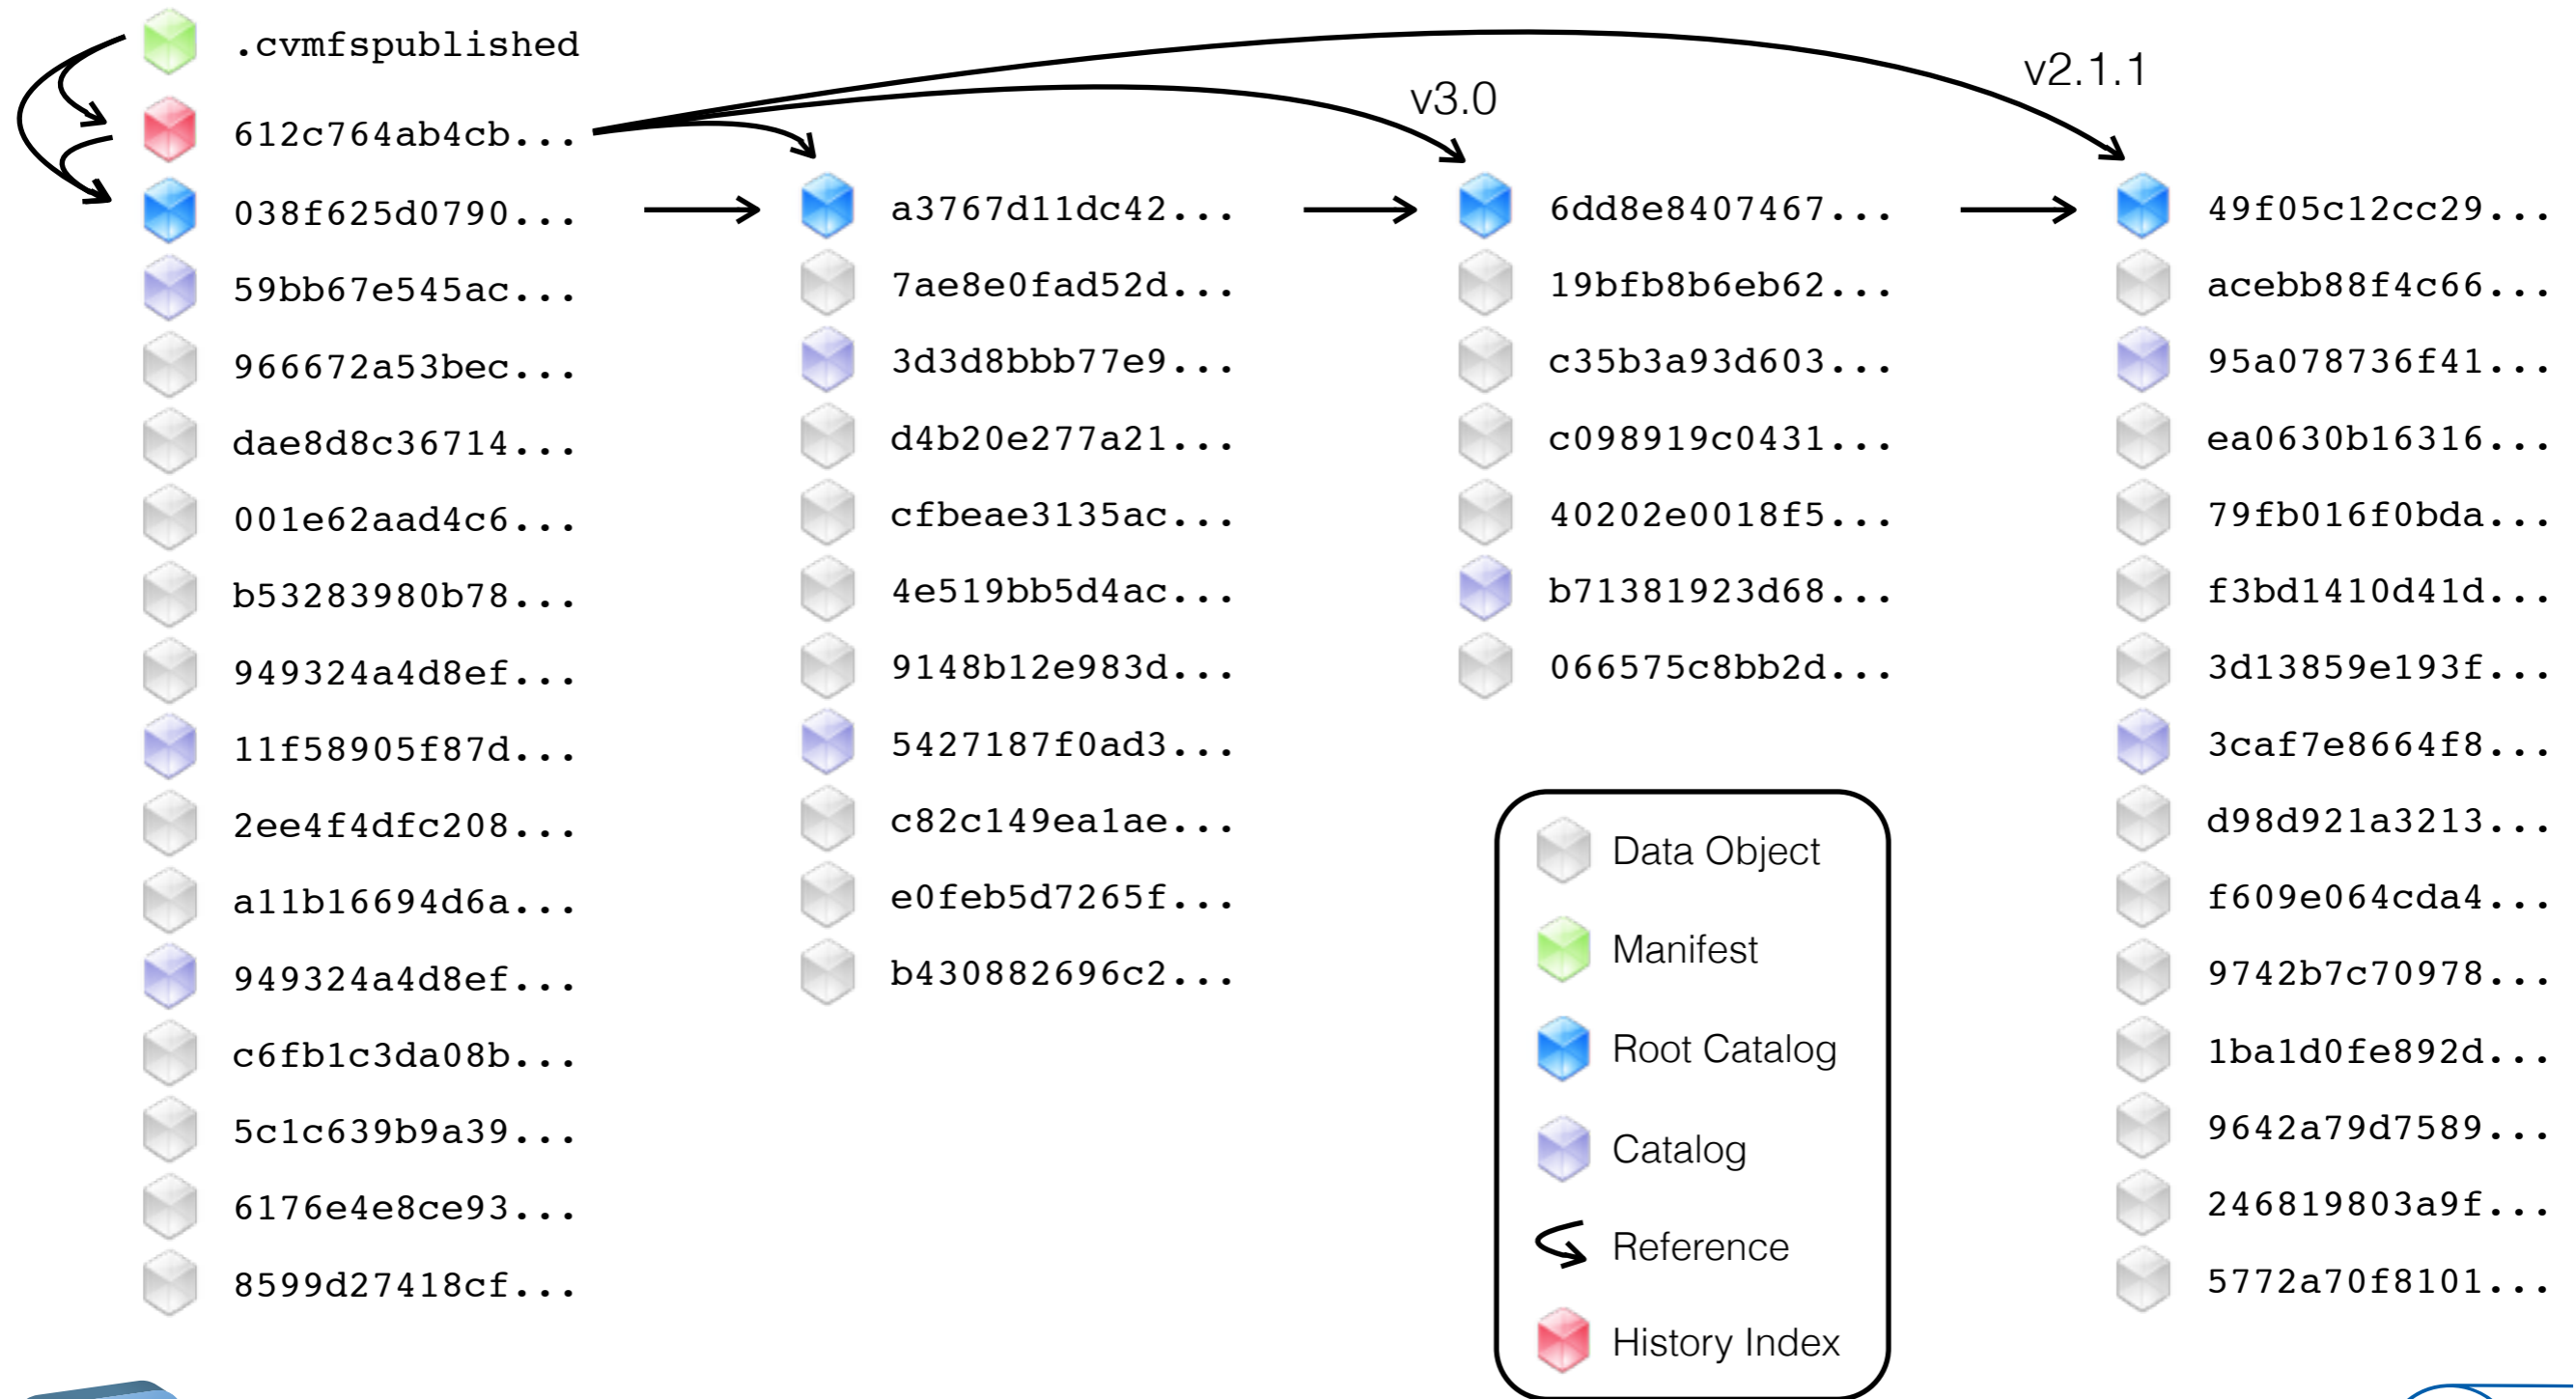 .cvmfspublished
612c764ab4cb...
038f625d0790...
59bb67e545ac...
966672a53bec...
dae8d8c36714...
001e62aad4c6...
b53283980b78...
949324a4d8ef...
11f58905f87d...
2ee4f4dfc208...
a11b16694d6a...
949324a4d8ef...
c6fb1c3da08b...
5c1c639b9a39...
6176e4e8ce93...
8599d27418cf...
a3767d11dc42...
7ae8e0fad52d...
3d3d8bbb77e9...
d4b20e277a21...
cfbeae3135ac...
4e519bb5d4ac...
9148b12e983d...
5427187f0ad3...
c82c149ea1ae...
e0feb5d7265f...
b430882696c2...
v3.0
6dd8e8407467...
19bfb8b6eb62...
c35b3a93d603...
c098919c0431...
40202e0018f5...
b71381923d68...
066575c8bb2d...
v2.1.1
49f05c12cc29...
acebb88f4c66...
95a078736f41...
ea0630b16316...
79fb016f0bda...
f3bd1410d41d...
3d13859e193f...
3caf7e8664f8...
d98d921a3213...
f609e064cda4...
9742b7c70978...
1ba1d0fe892d...
9642a79d7589...
246819803a9f...
5772a70f8101...
Data Object
Manifest
Root Catalog
Catalog
Reference
History Index